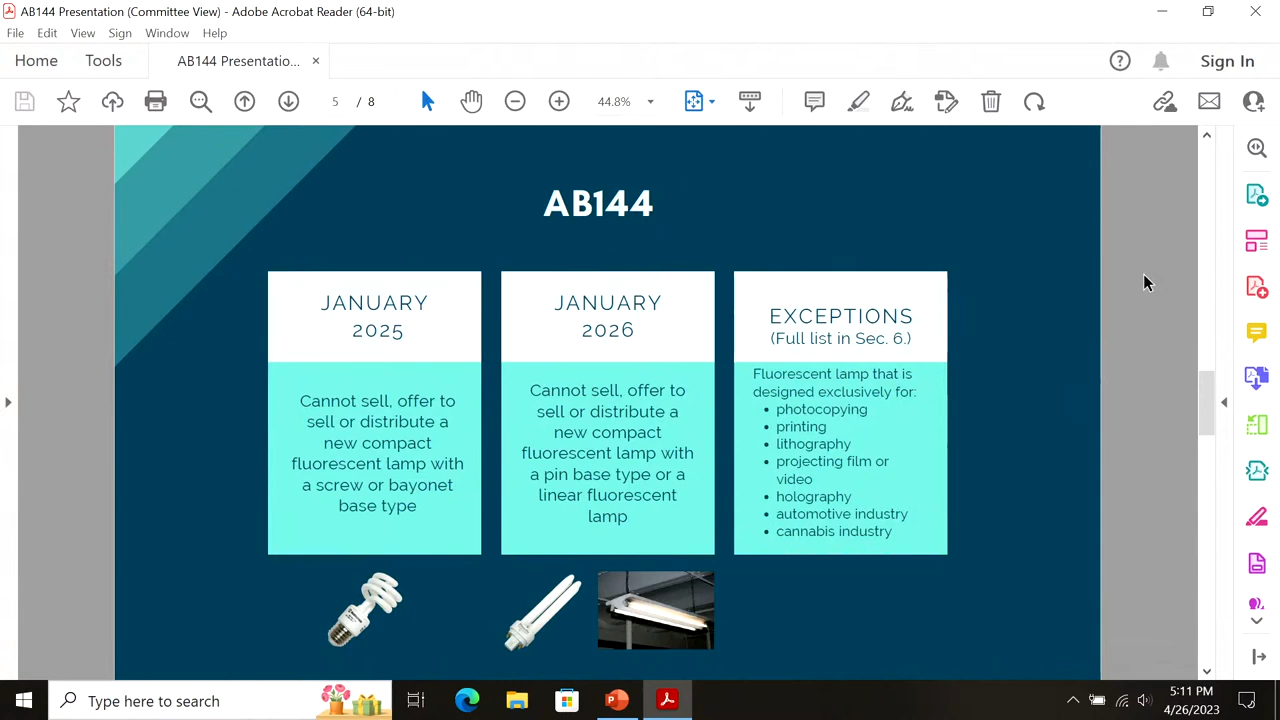 AB144 Presentation (Committee View) - Adobe Acrobat Reader (64-bit)
File Edit View Sign Window Help
Home Tools AB144 Presentatio... × Sign In
5 / 8 44.8%
AB144
JANUARY
2025
Cannot sell, offer to
sell or distribute a
new compact
fluorescent lamp with
a screw or bayonet
base type
JANUARY
2026
Cannot sell, offer to
sell or distribute a
new compact
fluorescent lamp with
a pin base type or a
linear fluorescent
lamp
EXCEPTIONS
(Full list in Sec. 6.)
Fluorescent lamp that is
designed exclusively for:
• photocopying
• printing
• lithography
• projecting film or
video
• holography
• automotive industry
• cannabis industry
Type here to search
5:11 PM
4/26/2023